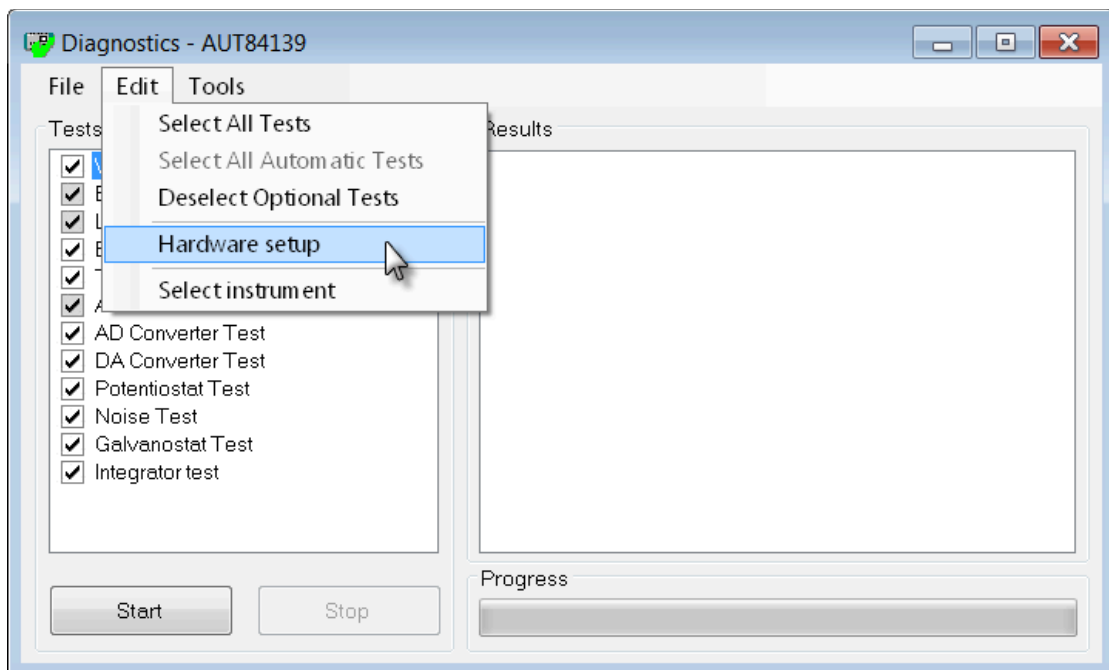 Diagnostics - AUT84139
File Edit Tools
Select All Tests
Select All Automatic Tests
Deselect Optional Tests
Hardware setup
Select instrument
Tests
AD Converter Test
DA Converter Test
Potentiostat Test
Noise Test
Galvanostat Test
Integrator test
Start
Stop
Results
Progress